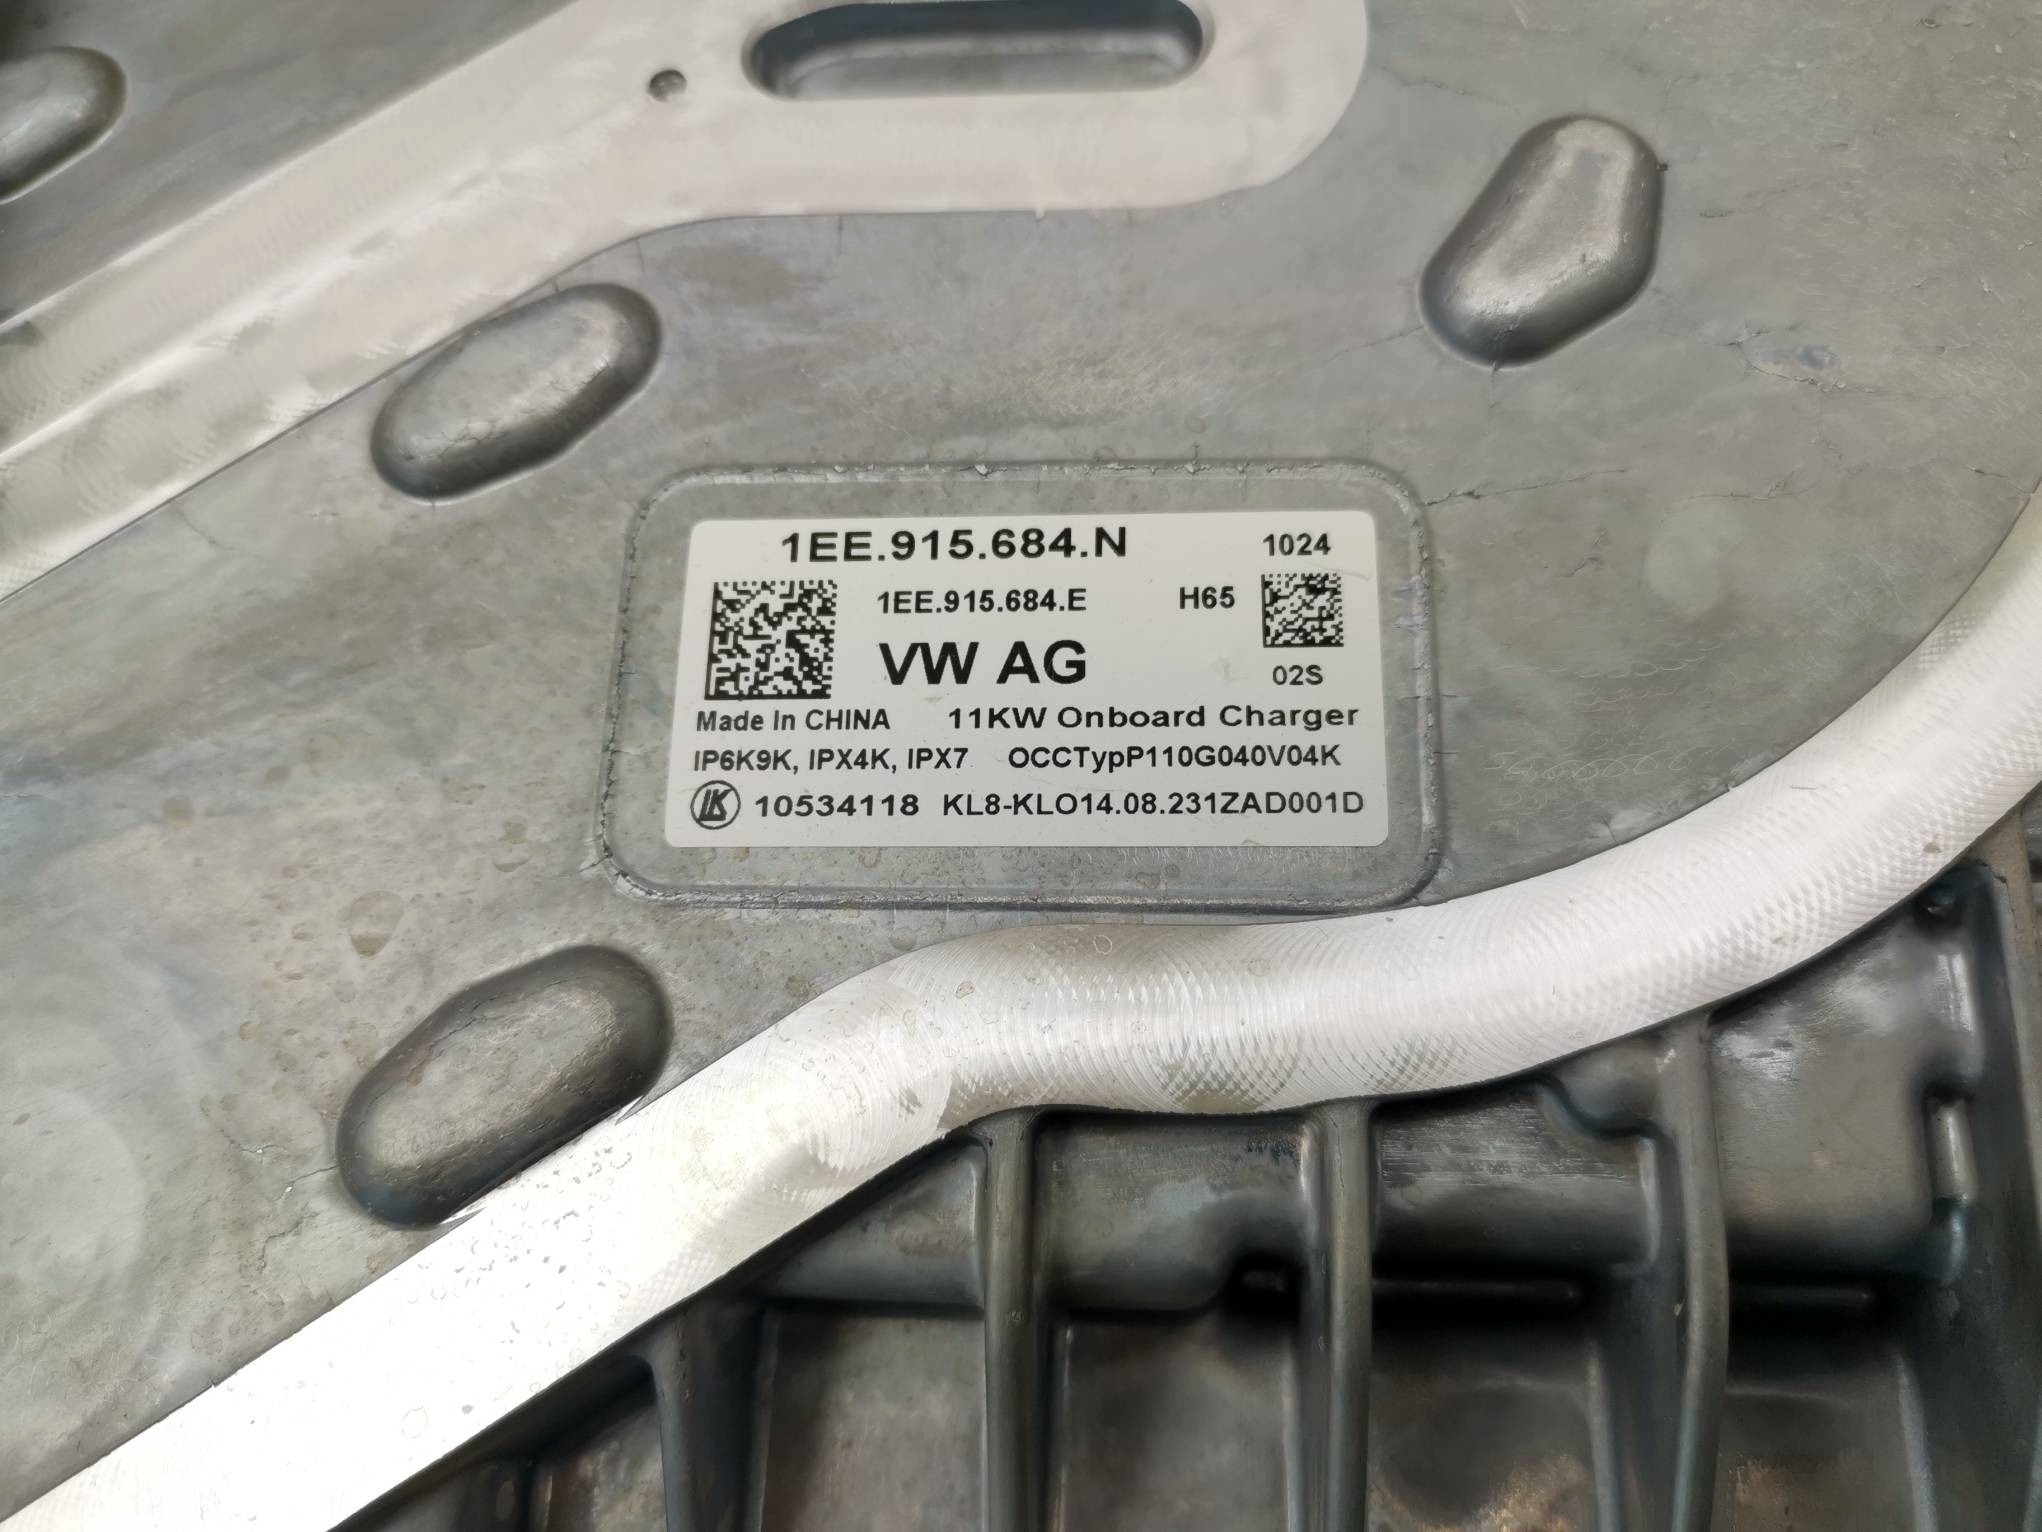 1EE.915.684.N 1024
1EE.915.684.E H65
VW AG 02S
Made In CHINA 11KW Onboard Charger
IP6K9K, IPX4K, IPX7 OCCTypP110G040V04K
LK 10534118 KL8-KLO14.08.231ZAD001D